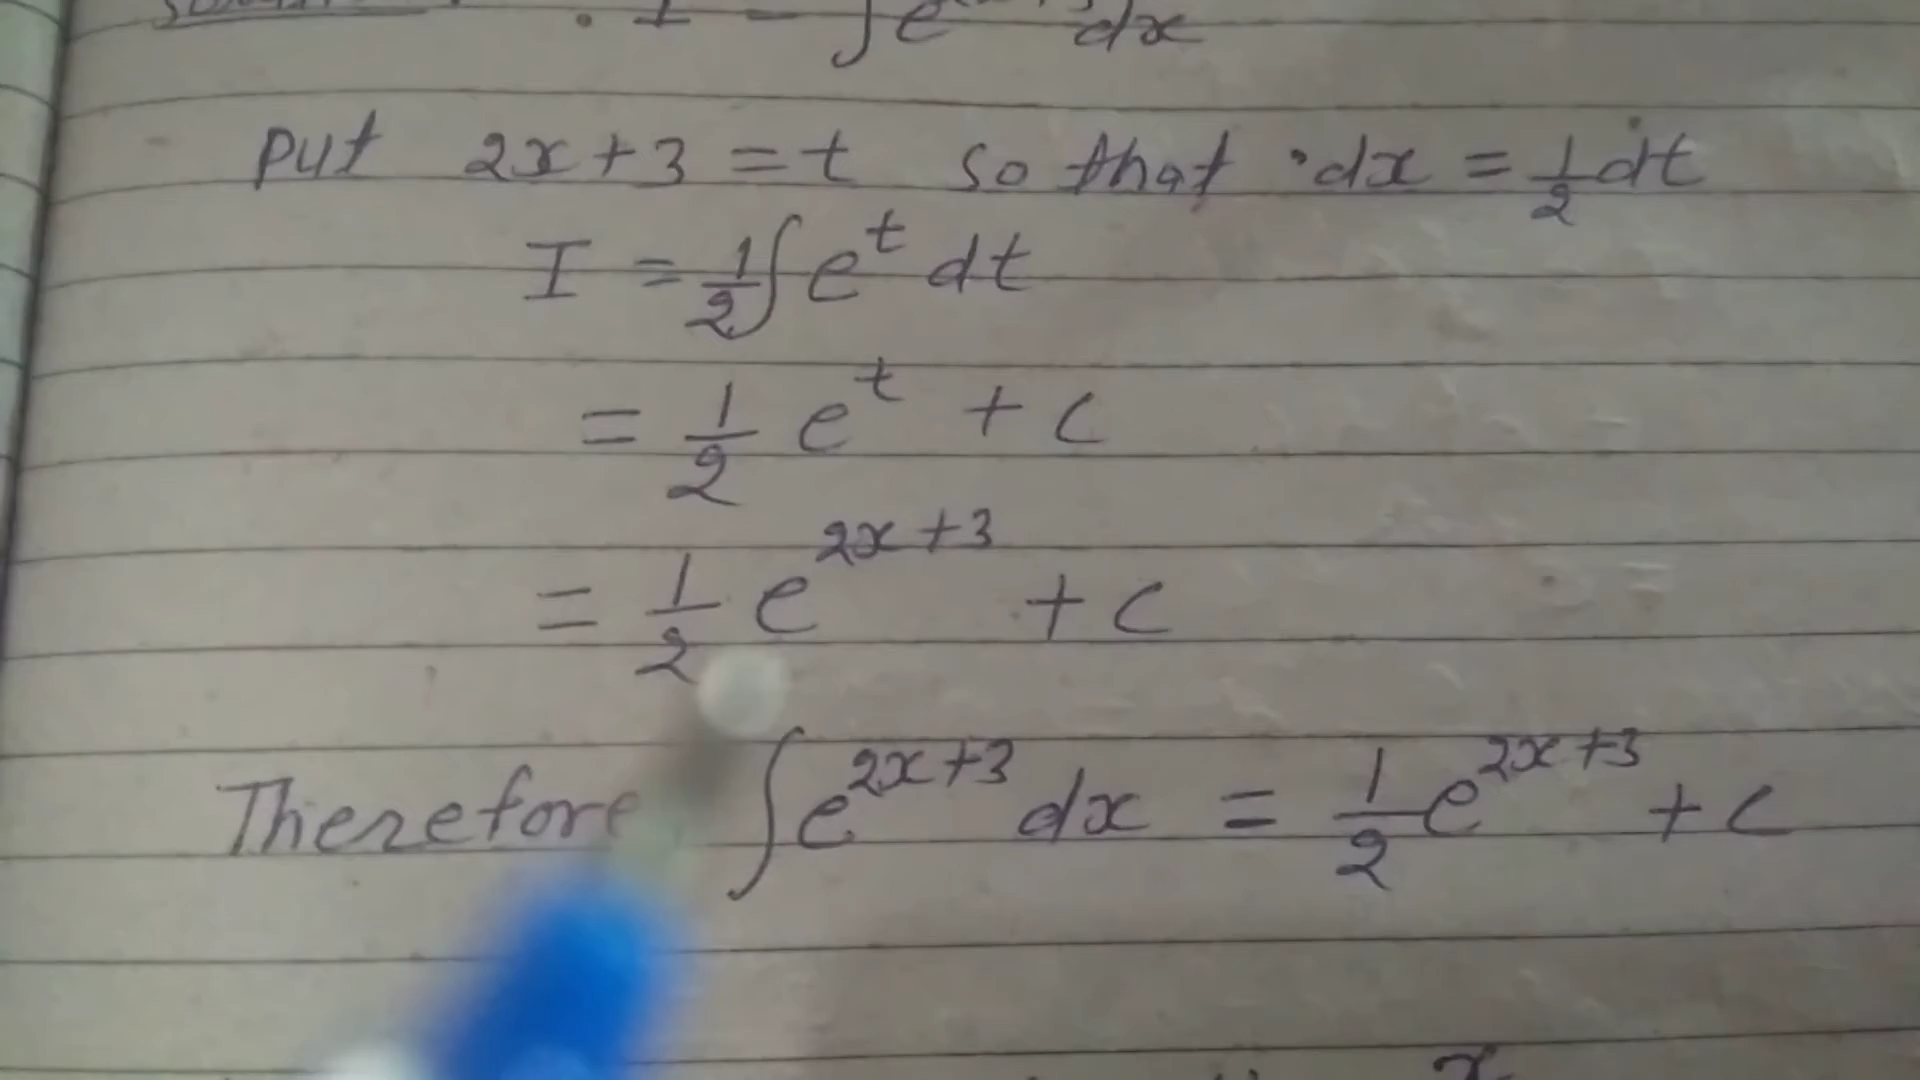 I = ∫e dx
Put 2x+3 = t so that dx = 1/2 dt
I = 1/2 ∫e^t dt
= 1/2 e^t + c
= 1/2 e^(2x+3) + c
Therefore ∫e^(2x+3) dx = 1/2 e^(2x+3) + c
x